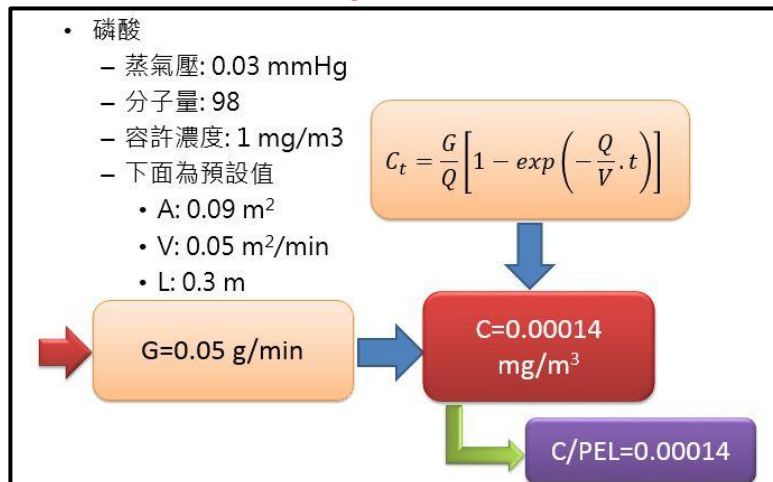 • 磷酸
– 蒸氣壓: 0.03 mmHg
– 分子量: 98
– 容許濃度: 1 mg/m3
– 下面為預設值
• A: 0.09 m²
• V: 0.05 m²/min
• L: 0.3 m
C_t = G/Q [1 - exp(-Q/V . t)]
G=0.05 g/min
C=0.00014
mg/m³
C/PEL=0.00014